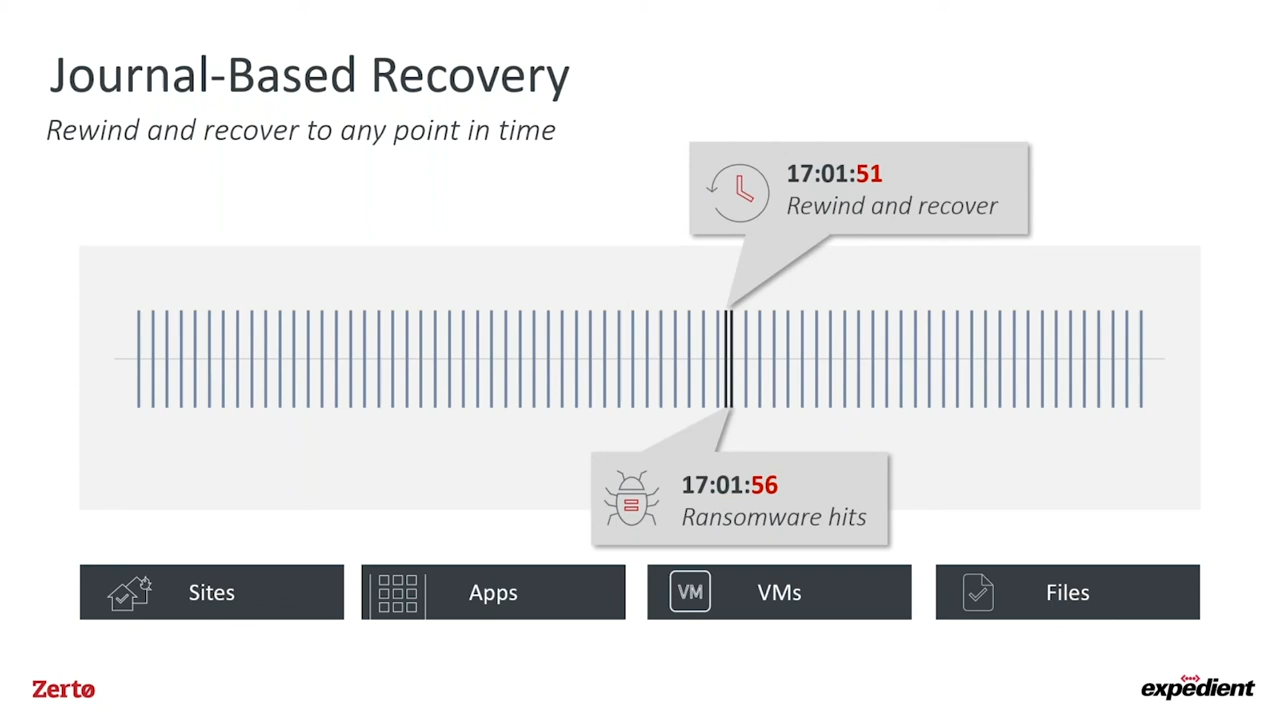 Journal-Based Recovery
Rewind and recover to any point in time
17:01:51
Rewind and recover
17:01:56
Ransomware hits
Sites
Apps
VM
VMs
Files
Zerto
expedient